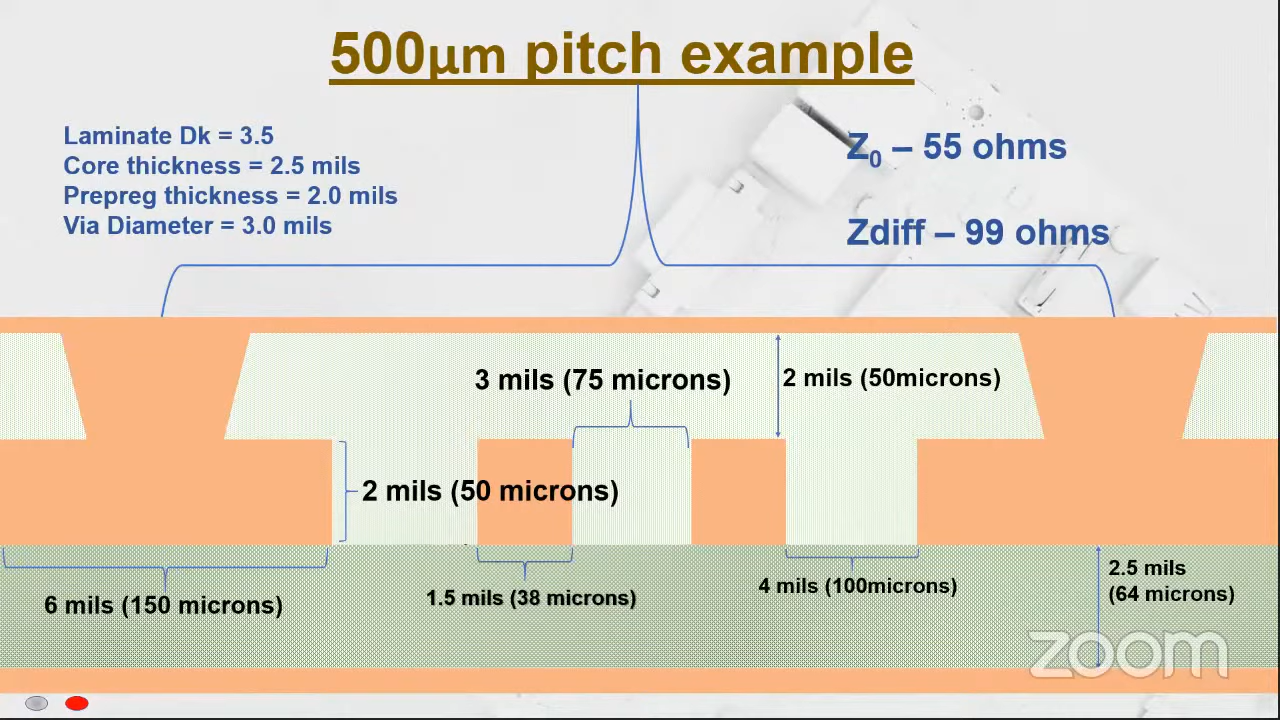 500µm pitch example
Laminate Dk = 3.5
Core thickness = 2.5 mils
Prepreg thickness = 2.0 mils
Via Diameter = 3.0 mils
Z0 – 55 ohms
Zdiff – 99 ohms
3 mils (75 microns)
2 mils (50microns)
2 mils (50 microns)
6 mils (150 microns)
1.5 mils (38 microns)
4 mils (100microns)
2.5 mils
(64 microns)
zoom